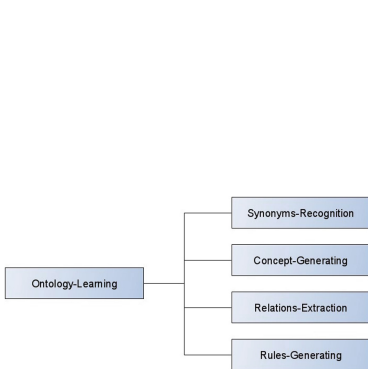 Synonyms-Recognition
Concept-Generating
Ontology-Learning
Relations-Extraction
Rules-Generating